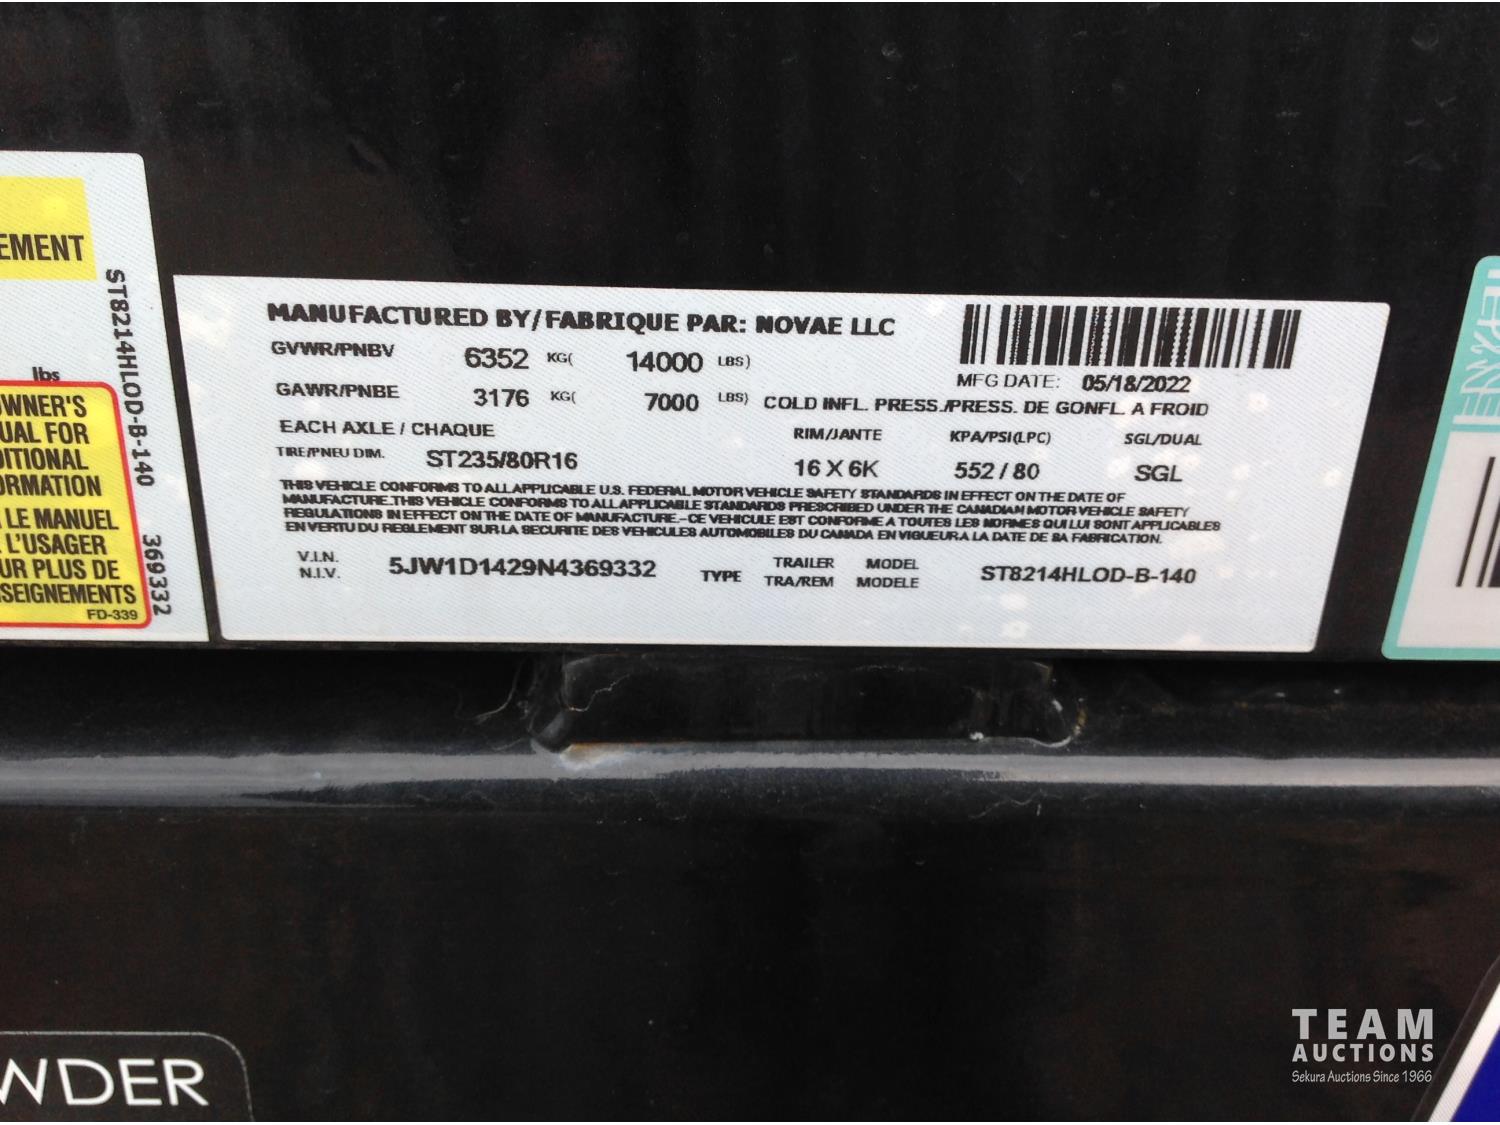 EMENT
lbs
OWNER'S
UAL FOR
DITIONAL
ORMATION
LE MANUEL
L'USAGER
UR PLUS DE
SEIGNEMENTS
FD-339
ST8214HLOD-B-140 369332
MANUFACTURED BY/FABRIQUE PAR: NOVAE LLC
GVWR/PNBV 6352 KG( 14000 LBS)
MFG DATE: 05/18/2022
GAWR/PNBE 3176 KG( 7000 LBS) COLD INFL. PRESS./PRESS. DE GONFL. A FROID
EACH AXLE / CHAQUE RIM/JANTE KPA/PSI(LPC) SGL/DUAL
TIRE/PNEU DIM. ST235/80R16 16 X 6K 552 / 80 SGL
THIS VEHICLE CONFORMS TO ALL APPLICABLE U.S. FEDERAL MOTOR VEHICLE SAFETY STANDARDS IN EFFECT ON THE DATE OF
MANUFACTURE.THIS VEHICLE CONFORMS TO ALL APPLICABLE STANDARDS PRESCRIBED UNDER THE CANADIAN MOTOR VEHICLE SAFETY
REGULATIONS IN EFFECT ON THE DATE OF MANUFACTURE.-CE VEHICULE EST CONFORME A TOUTES LES NORMES QUI LUI SONT APPLICABLES
EN VERTU DU REGLEMENT SUR LA SECURITE DES VEHICULES AUTOMOBILES DU CANADA EN VIGUEUR A LA DATE DE SA FABRICATION.
V.I.N. 5JW1D1429N4369332 TYPE TRAILER MODEL ST8214HLOD-B-140
N.I.V. TRA/REM MODELE
WDER
TEAM
AUCTIONS
Sekura Auctions Since 1966